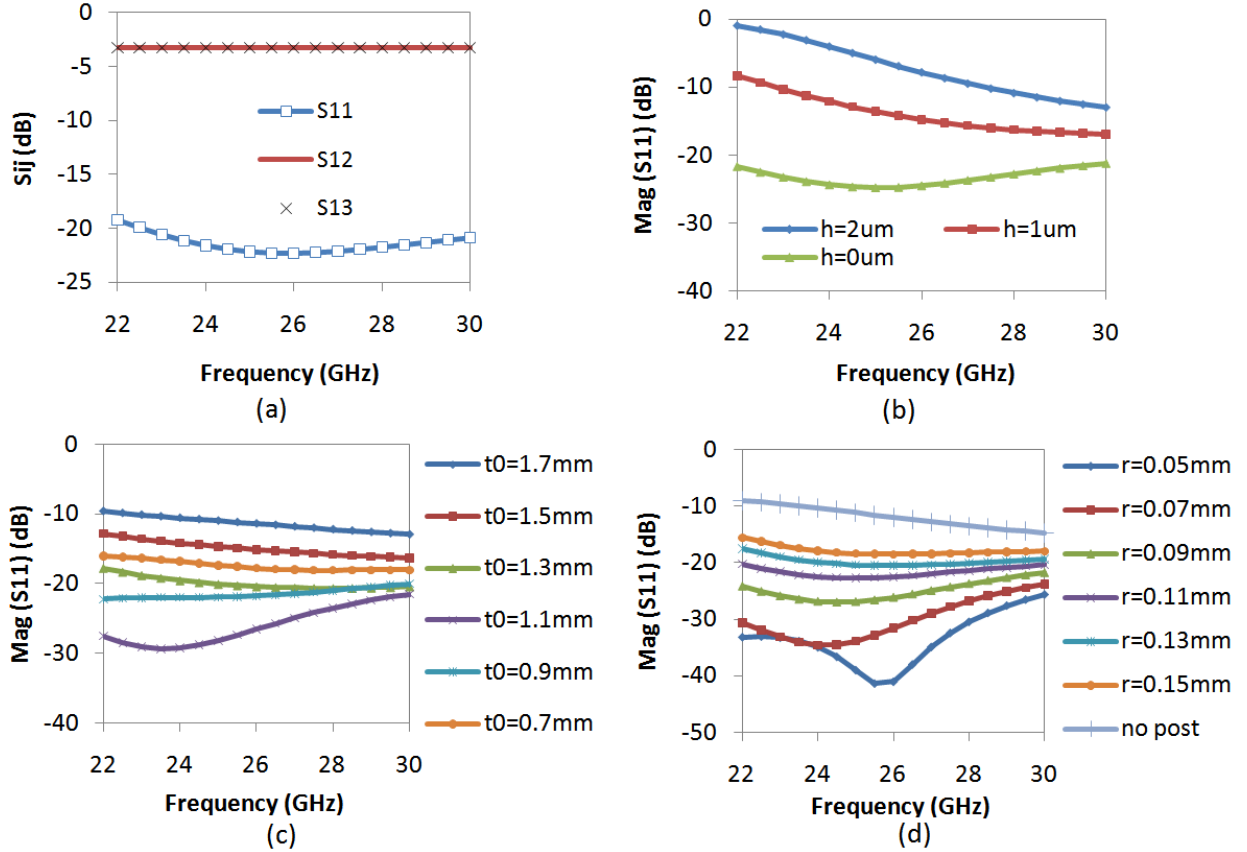 0
-5
-10
-15
-20
-25
Sij (dB)
S11
S12
S13
22 24 26 28 30
Frequency (GHz)
(a)
0
-10
-20
-30
-40
Mag (S11) (dB)
h=2um h=1um
h=0um
22 24 26 28 30
Frequency (GHz)
(b)
0
-10
-20
-30
-40
Mag (S11) (dB)
t0=1.7mm
t0=1.5mm
t0=1.3mm
t0=1.1mm
t0=0.9mm
t0=0.7mm
22 24 26 28 30
Frequency (GHz)
(c)
0
-10
-20
-30
-40
-50
Mag (S11) (dB)
r=0.05mm
r=0.07mm
r=0.09mm
r=0.11mm
r=0.13mm
r=0.15mm
no post
22 24 26 28 30
Frequency (GHz)
(d)